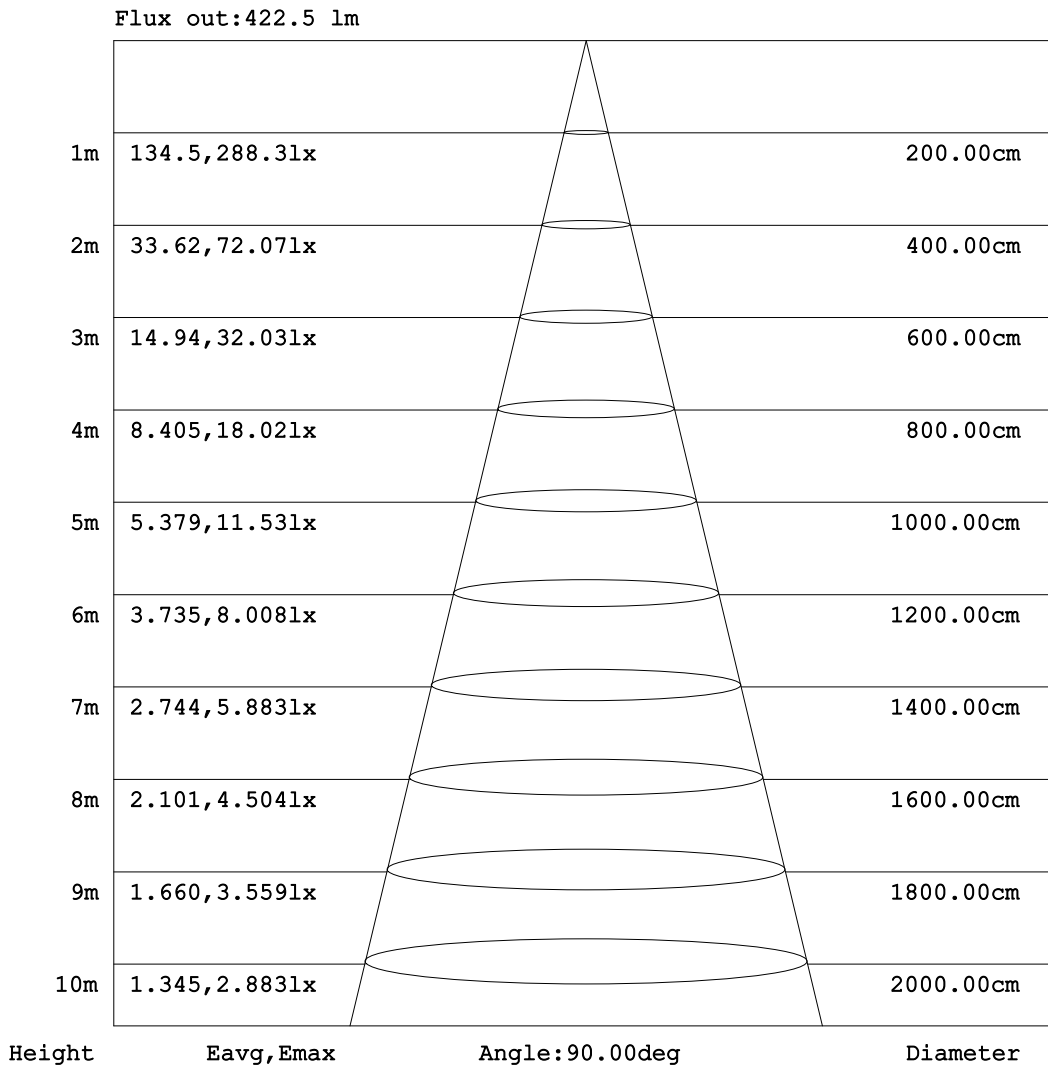 Flux out:422.5 lm
1m 134.5,288.3lx 200.00cm
2m 33.62,72.07lx 400.00cm
3m 14.94,32.03lx 600.00cm
4m 8.405,18.02lx 800.00cm
5m 5.379,11.53lx 1000.00cm
6m 3.735,8.008lx 1200.00cm
7m 2.744,5.883lx 1400.00cm
8m 2.101,4.504lx 1600.00cm
9m 1.660,3.559lx 1800.00cm
10m 1.345,2.883lx 2000.00cm
Height Eavg,Emax Angle:90.00deg Diameter